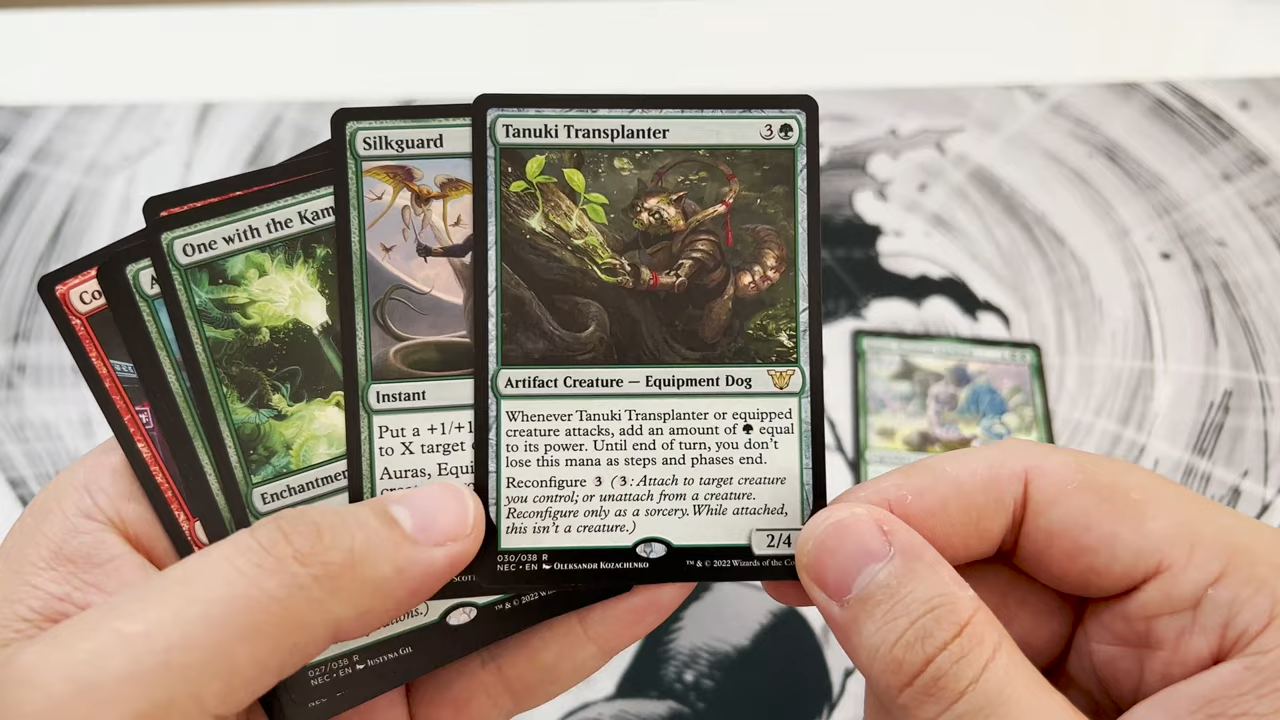 Co
A
One with the Kam
Enchantmen
027/038 R
NEC • EN JUSTYNA GIL
Silkguard
Instant
Put a +1/+1
to X target
Auras, Equi
Tanuki Transplanter
3
Artifact Creature — Equipment Dog
Whenever Tanuki Transplanter or equipped
creature attacks, add an amount of equal
to its power. Until end of turn, you don't
lose this mana as steps and phases end.
Reconfigure 3 (3: Attach to target creature
you control; or unattach from a creature.
Reconfigure only as a sorcery. While attached,
this isn't a creature.)
2/4
030/038 R
NEC • EN OLEKSANDR KOZACHENKO
™ & © 2022 Wizards of the Co
SCOTT
™ & © 2022 Wi